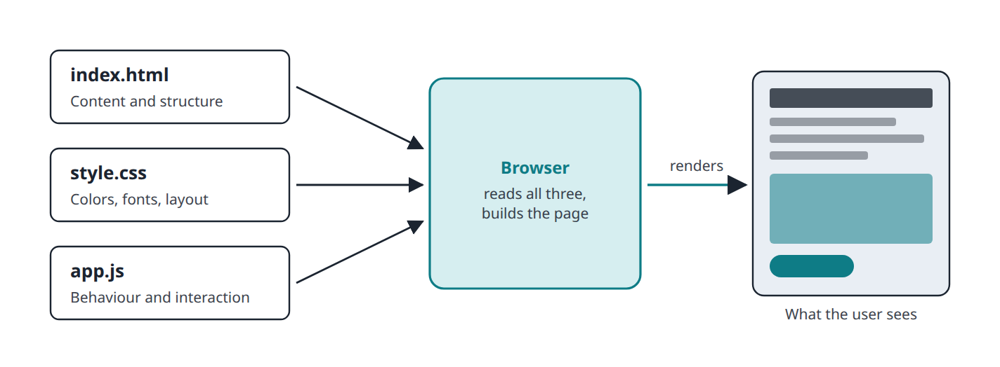 index.html
Content and structure
style.css
Colors, fonts, layout
app.js
Behaviour and interaction
Browser
reads all three,
builds the page
renders
What the user sees